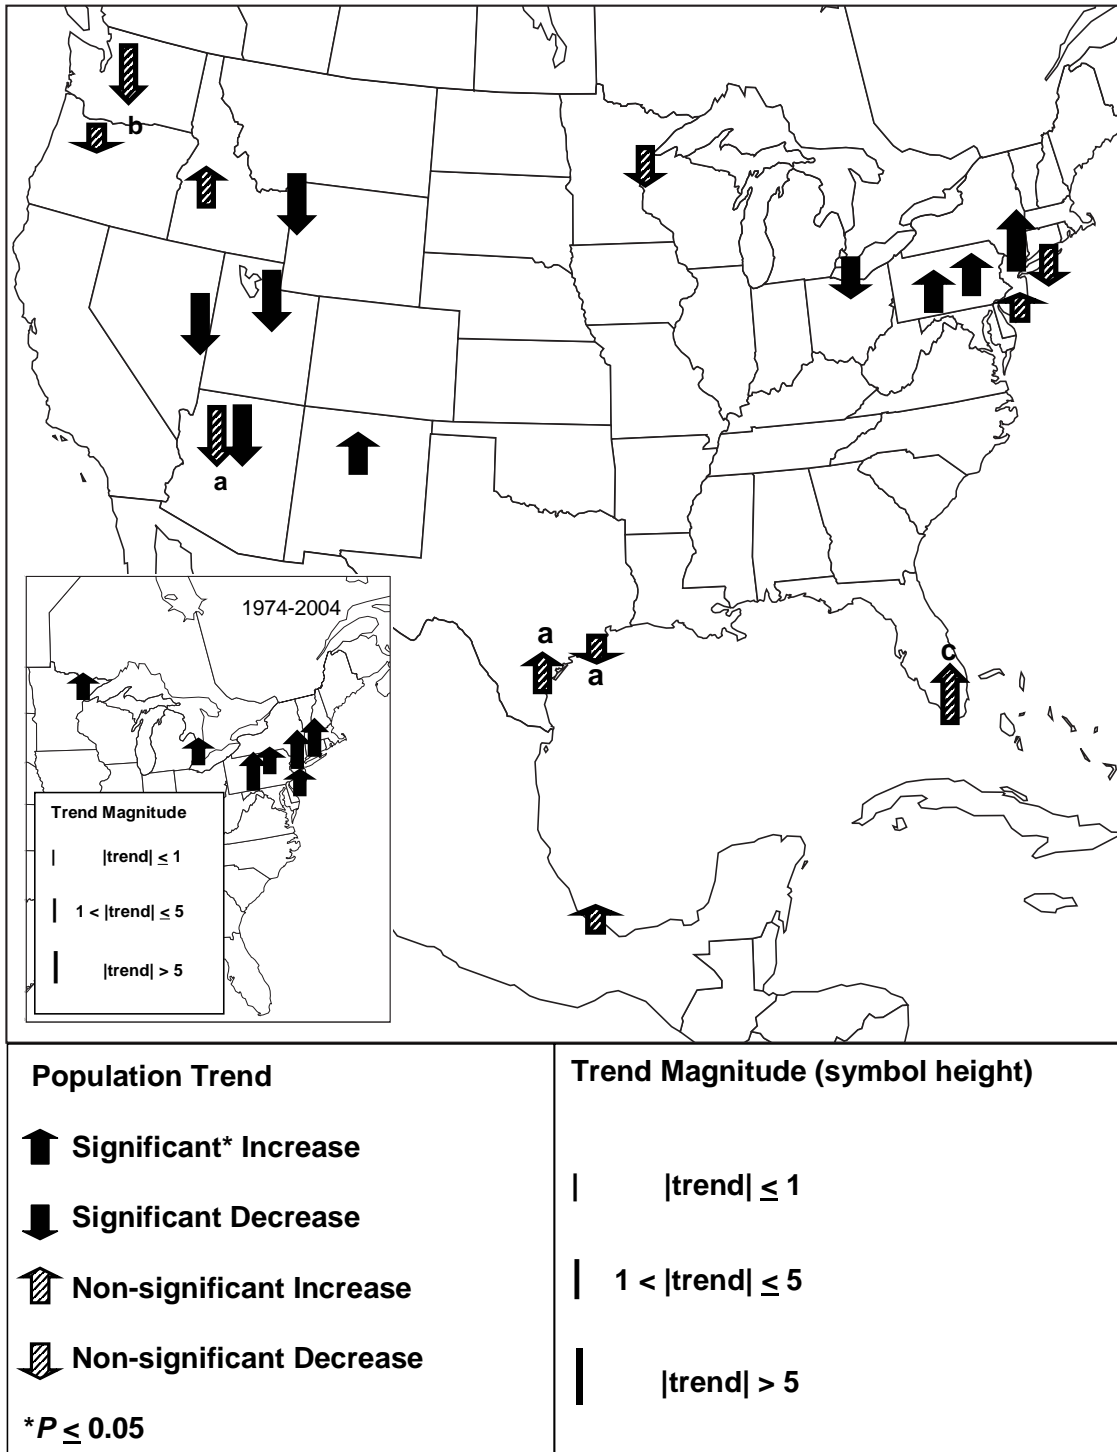 b
a
a
a
c
1974-2004
Trend Magnitude
|trend| ≤ 1
1 < |trend| ≤ 5
|trend| > 5
Population Trend
Significant* Increase
Significant Decrease
Non-significant Increase
Non-significant Decrease
*P ≤ 0.05
Trend Magnitude (symbol height)
|trend| ≤ 1
1 < |trend| ≤ 5
|trend| > 5